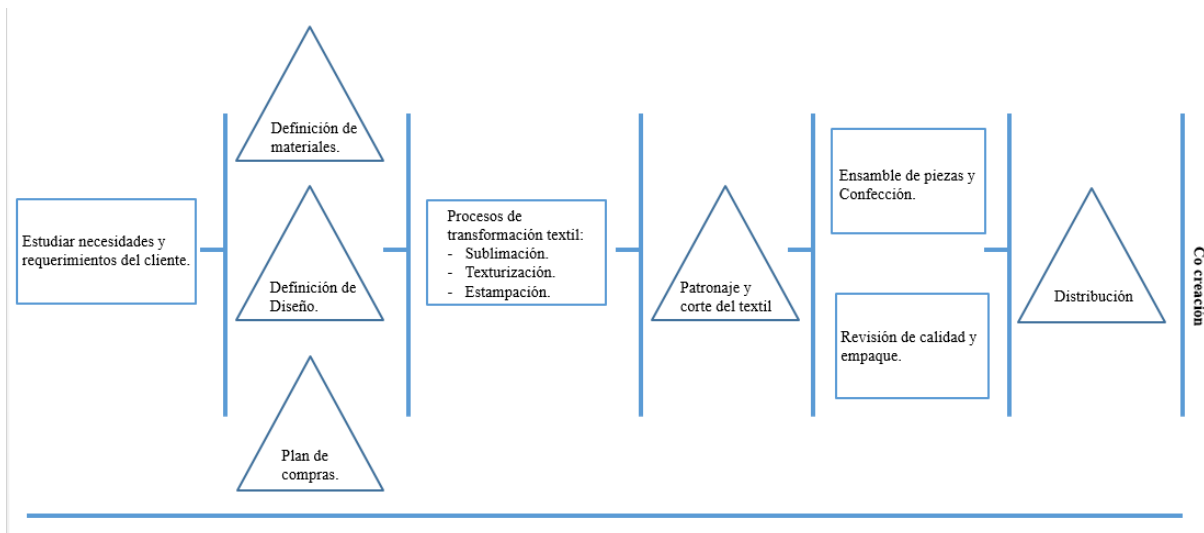 Estudiar necesidades y
requerimientos del cliente.
Definición de
materiales.
Definición de
Diseño.
Plan de
compras.
Procesos de
transformación textil:
- Sublimación.
- Texturización.
- Estampación.
Patronaje y
corte del textil
Ensamble de piezas y
Confección.
Revisión de calidad y
empaque.
Distribución
Co creación